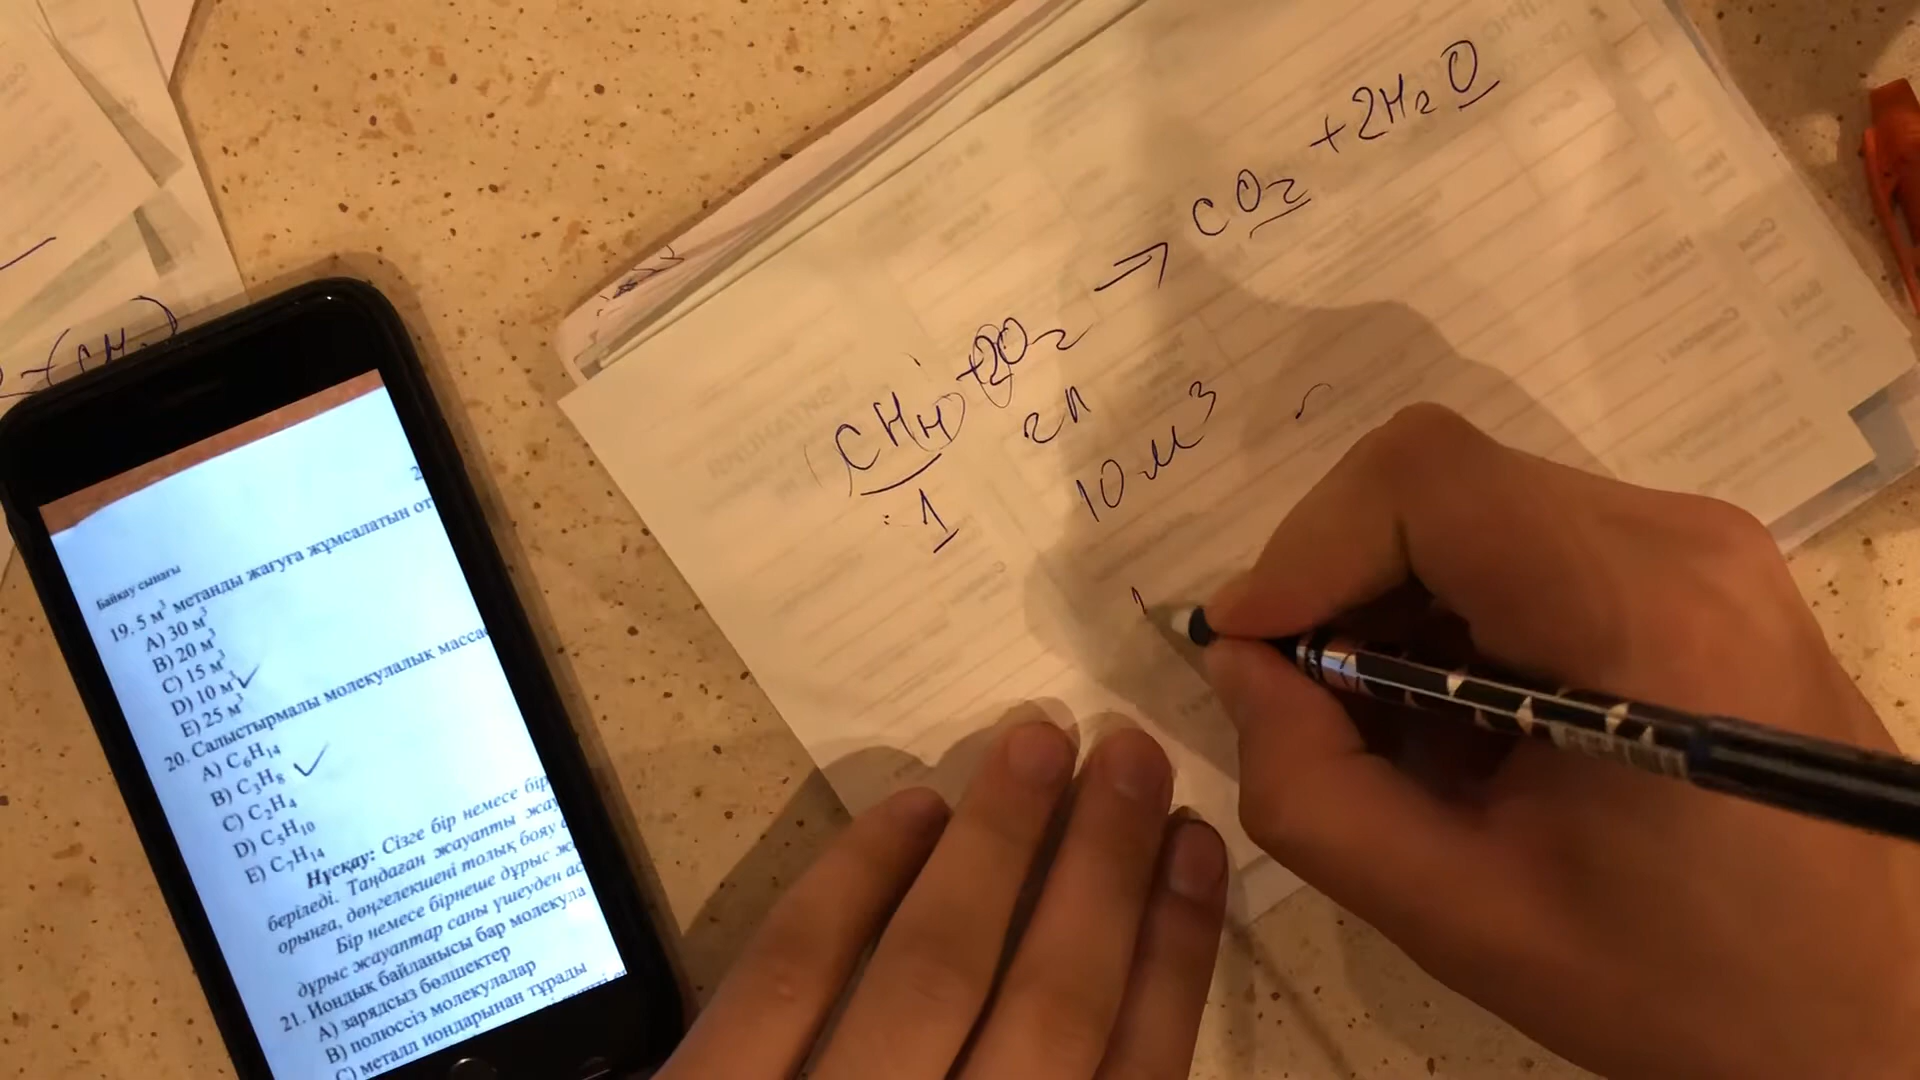 Байқау сынағы
19. 5 м³ метанды жағуға жұмсалатын от
A) 30 м³
B) 20 м³
C) 15 м³
D) 10 м³
E) 25 м³
20. Салыстырмалы молекулалық масса
A) C₆H₁₄
B) C₃H₈
C) C₂H₄
D) C₅H₁₀
E) C₇H₁₄
Нұсқау: Сізге бір немесе бір
беріледі. Таңдаған жауапты
орынға, дөңгелекшені толық бояу
Бір немесе бірнеше дұрыс
дұрыс жауаптар саны үшеуден ас
21. Иондық байланысы бар молекула
A) зарядсыз бөлшектер
B) полюссіз молекулалар
C) металл иондарынан тұрады
CH₄ + 2O₂ → CO₂ + 2H₂O
1
10 м³